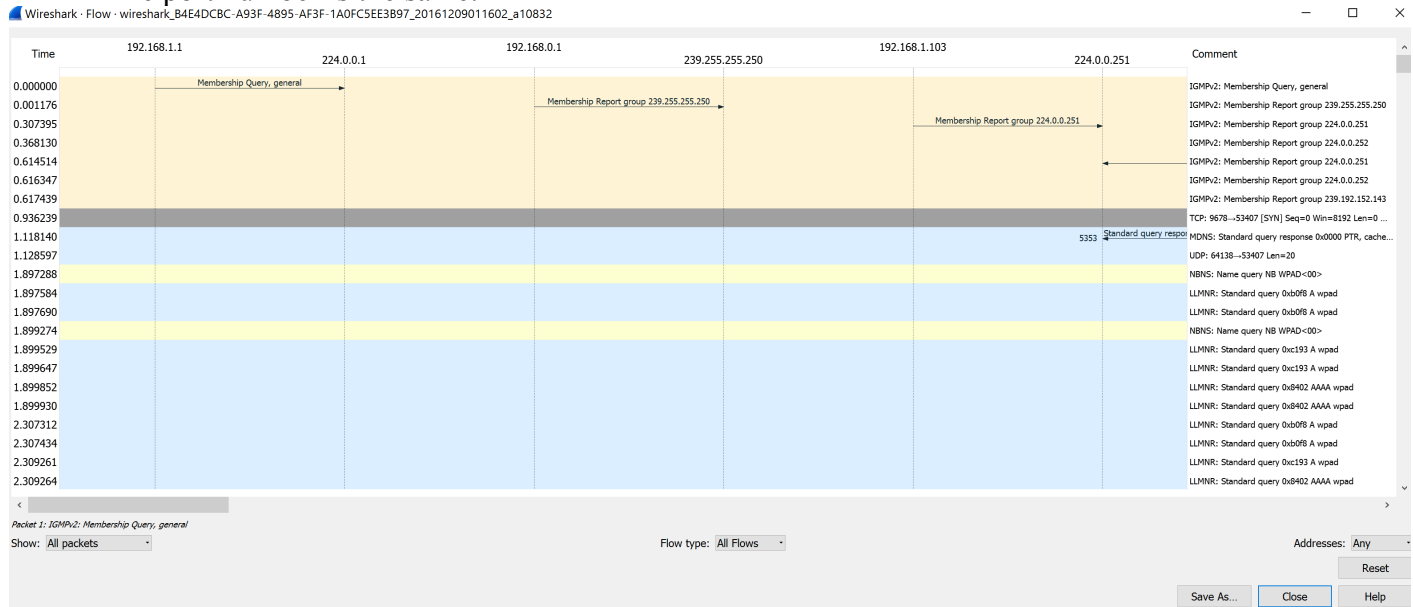 Wireshark · Flow · wireshark_B4E4DCBC-A93F-4895-AF3F-1A0FC5EE3B97_20161209011602_a10832
Time 192.168.1.1 224.0.0.1 192.168.0.1 239.255.255.250 192.168.1.103 224.0.0.251 Comment
0.000000 Membership Query, general IGMPv2: Membership Query, general
0.001176 Membership Report group 239.255.255.250 IGMPv2: Membership Report group 239.255.255.250
0.307395 Membership Report group 224.0.0.251 IGMPv2: Membership Report group 224.0.0.251
0.368130 IGMPv2: Membership Report group 224.0.0.252
0.614514 IGMPv2: Membership Report group 224.0.0.251
0.616347 IGMPv2: Membership Report group 224.0.0.252
0.617439 IGMPv2: Membership Report group 239.192.152.143
0.936239 TCP: 9678→53407 [SYN] Seq=0 Win=8192 Len=0 ...
1.118140 5353 Standard query respon MDNS: Standard query response 0x0000 PTR, cache...
1.128597 UDP: 64138→53407 Len=20
1.897288 NBNS: Name query NB WPAD<00>
1.897584 LLMNR: Standard query 0xb0f8 A wpad
1.897690 LLMNR: Standard query 0xb0f8 A wpad
1.899274 NBNS: Name query NB WPAD<00>
1.899529 LLMNR: Standard query 0xc193 A wpad
1.899647 LLMNR: Standard query 0xc193 A wpad
1.899852 LLMNR: Standard query 0x8402 AAAA wpad
1.899930 LLMNR: Standard query 0x8402 AAAA wpad
2.307312 LLMNR: Standard query 0xb0f8 A wpad
2.307434 LLMNR: Standard query 0xb0f8 A wpad
2.309261 LLMNR: Standard query 0xc193 A wpad
2.309264 LLMNR: Standard query 0x8402 AAAA wpad
Packet 1: IGMPv2: Membership Query, general
Show: All packets Flow type: All Flows Addresses: Any
Reset
Save As... Close Help